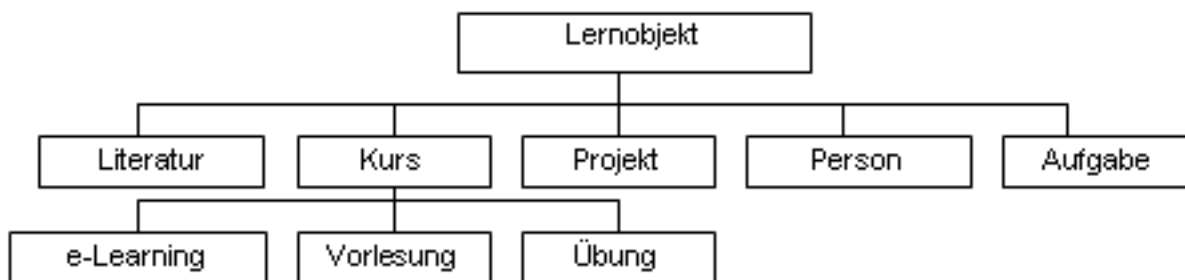 Lernobjekt
Literatur
Kurs
Projekt
Person
Aufgabe
e-Learning
Vorlesung
Übung